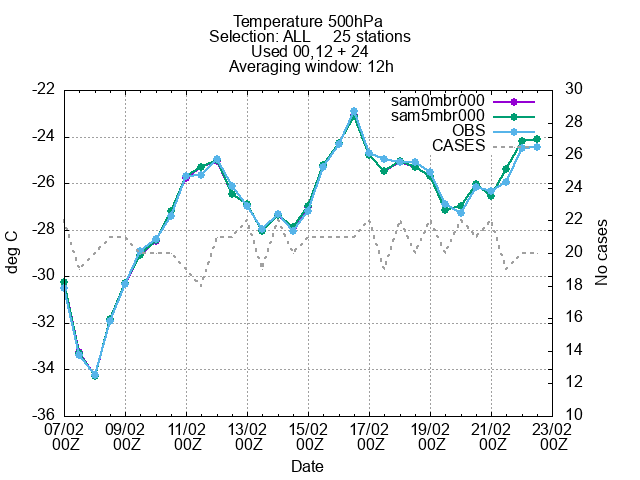 Temperature 500hPa
Selection: ALL 25 stations
Used 00,12 + 24
Averaging window: 12h
sam0mbr000
sam5mbr000
OBS
CASES
deg C
-22
-24
-26
-28
-30
-32
-34
-36
No cases
30
28
26
24
22
20
18
16
14
12
10
07/02 09/02 11/02 13/02 15/02 17/02 19/02 21/02 23/02
00Z 00Z 00Z 00Z 00Z 00Z 00Z 00Z 00Z
Date